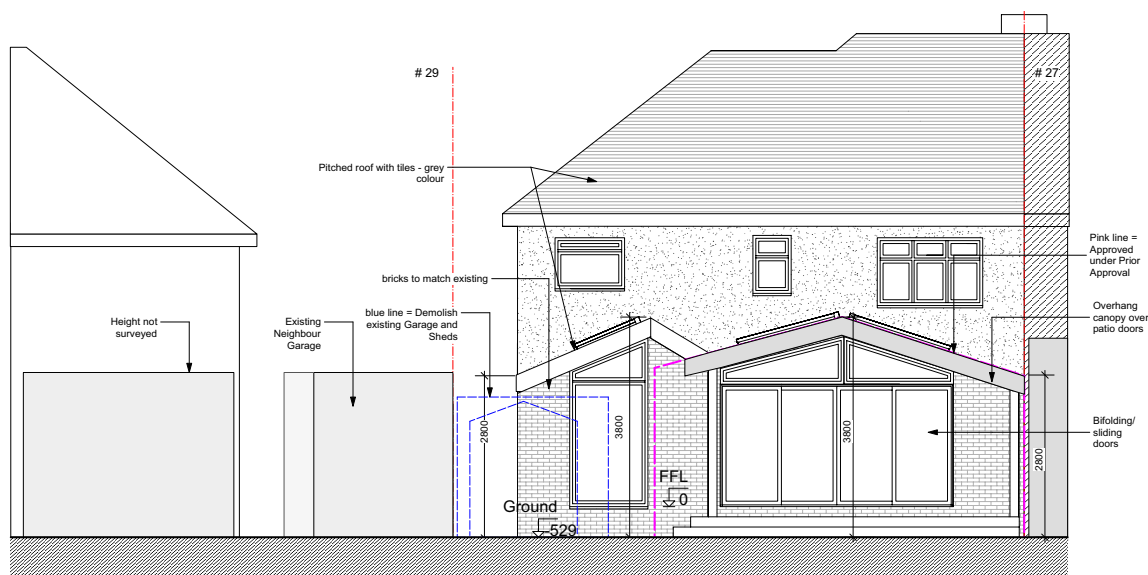 # 29
# 27
Pitched roof with tiles - grey
colour
Pink line =
Approved
under Prior
Approval
bricks to match existing
blue line = Demolish
existing Garage and
Sheds
Overhang
canopy over
patio doors
Height not
surveyed
Existing
Neighbour
Garage
2800
3800
3800
2800
Bifolding/
sliding
doors
FFL
0
Ground
-529